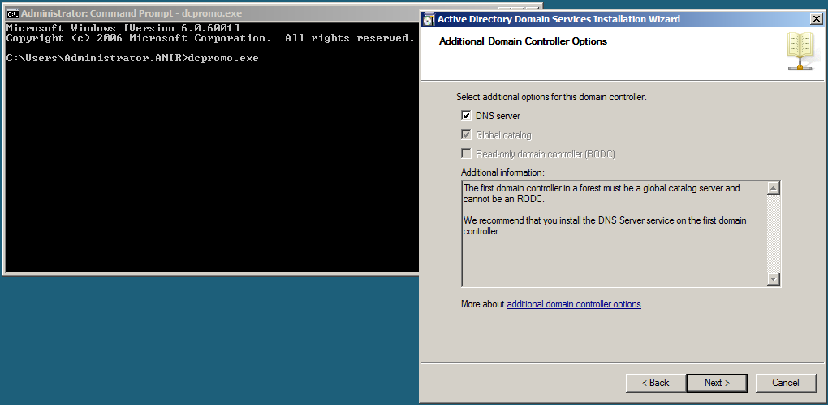 Administrator: Command Prompt - dcpromo.exe
Microsoft Windows [Version 6.0.6001]
Copyright (c) 2006 Microsoft Corporation.  All rights reserved.
C:\Users\Administrator.ANIR>dcpromo.exe
Active Directory Domain Services Installation Wizard
Additional Domain Controller Options
Select additional options for this domain controller.
DNS server
Global catalog
Read-only domain controller (RODC)
Additional information:
The first domain controller in a forest must be a global catalog server and
cannot be an RODC.
We recommend that you install the DNS Server service on the first domain
controller.
More about additional domain controller options
< Back
Next >
Cancel